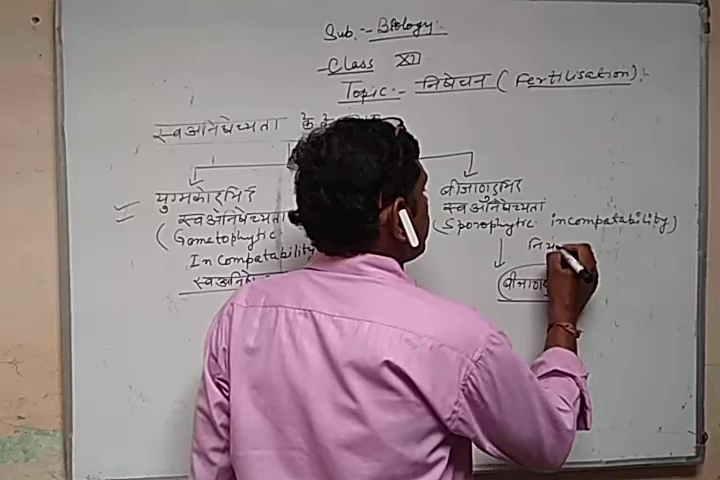 Sub.:- Biology:
Class XII
Topic:- निषेचन ( Fertilisation):-
स्वअनिषेच्यता के
युग्मकोद्भिद
स्वअनिषेच्यता
( Gametophytic
Incompatability
बीजाणुद्भिद
स्वअनिषेच्यता
( Sporophytic incompatability)